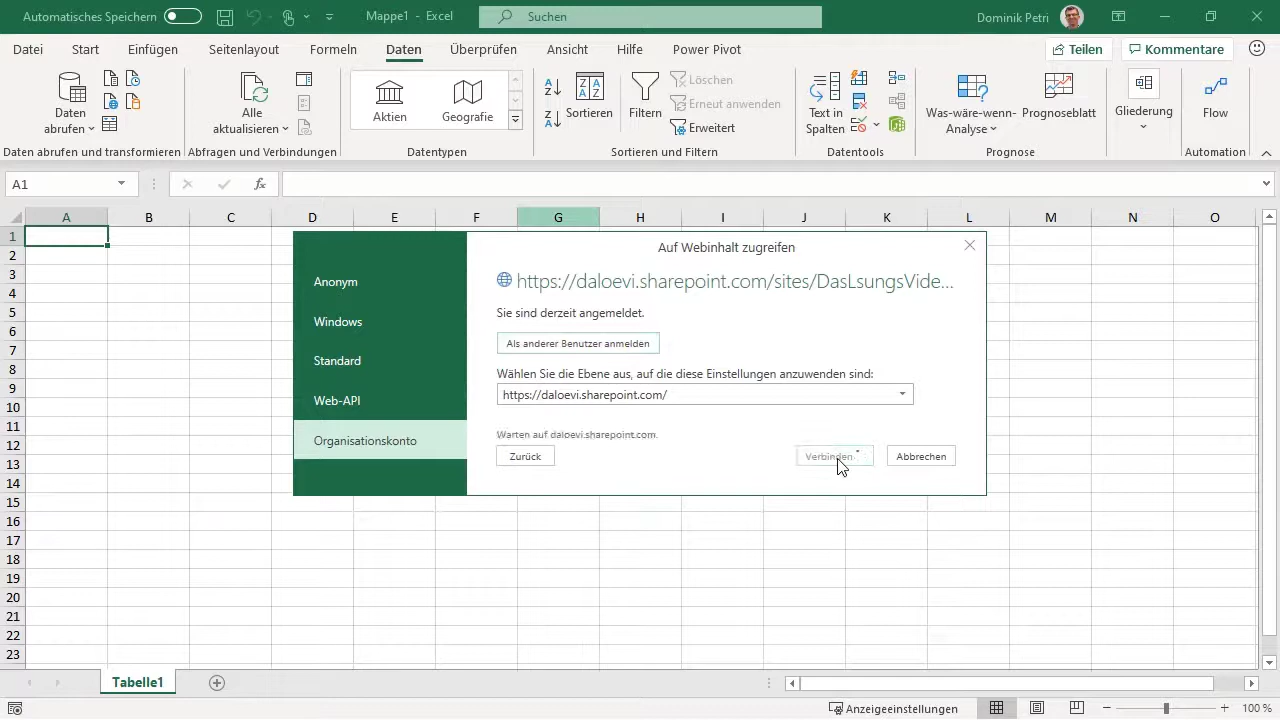 Automatisches Speichern
Mappe1 - Excel
Suchen
Dominik Petri
Datei Start Einfügen Seitenlayout Formeln Daten Überprüfen Ansicht Hilfe Power Pivot
Teilen Kommentare
Daten abrufen
Alle aktualisieren
Aktien
Geografie
Sortieren
Filtern
Löschen
Erneut anwenden
Erweitert
Text in Spalten
Was-wäre-wenn-Analyse
Prognoseblatt
Gliederung
Flow
Daten abrufen und transformieren Abfragen und Verbindungen Datentypen Sortieren und Filtern Datentools Prognose Automation
A1
fx
A B C D E F G H I J K L M N O
1
2
3
4
5
6
7
8
9
10
11
12
13
14
15
16
17
18
19
20
21
22
23
Auf Webinhalt zugreifen
Anonym
Windows
Standard
Web-API
Organisationskonto
https://daloevi.sharepoint.com/sites/DasLsungsVide...
Sie sind derzeit angemeldet.
Als anderer Benutzer anmelden
Wählen Sie die Ebene aus, auf die diese Einstellungen anzuwenden sind:
https://daloevi.sharepoint.com/
Warten auf daloevi.sharepoint.com.
Zurück Verbinden Abbrechen
Tabelle1
Anzeigeeinstellungen
100 %